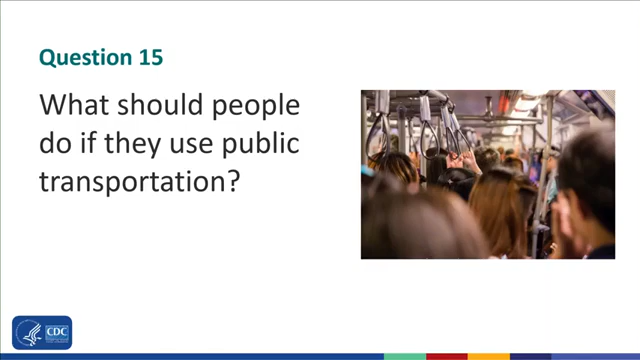 Question 15
What should people
do if they use public
transportation?
CDC